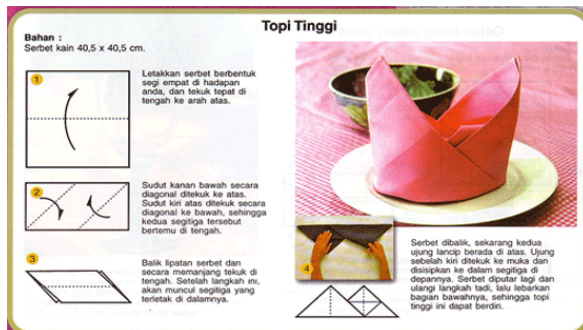 Topi Tinggi
Bahan :
Serbet kain 40,5 x 40,5 cm.
1
Letakkan serbet berbentuk
segi empat di hadapan
anda, dan tekuk tepat di
tengah ke arah atas.
2
Sudut kanan bawah secara
diagonal ditekuk ke atas.
Sudut kiri atas ditekuk secara
diagonal ke bawah, sehingga
kedua segitiga tersebut
bertemu di tengah.
3
Balik lipatan serbet dan
secara memanjang tekuk di
tengah. Setelah langkah ini,
akan muncul segitiga yang
terletak di dalamnya.
4
Serbet dibalik, sekarang kedua
ujung lancip berada di atas. Ujung
sebelah kiri ditekuk ke muka dan
disisipkan ke dalam segitiga di
depannya. Serbet diputar lagi dan
ulangi langkah tadi, lalu lebarkan
bagian bawahnya, sehingga topi
tinggi ini dapat berdiri.